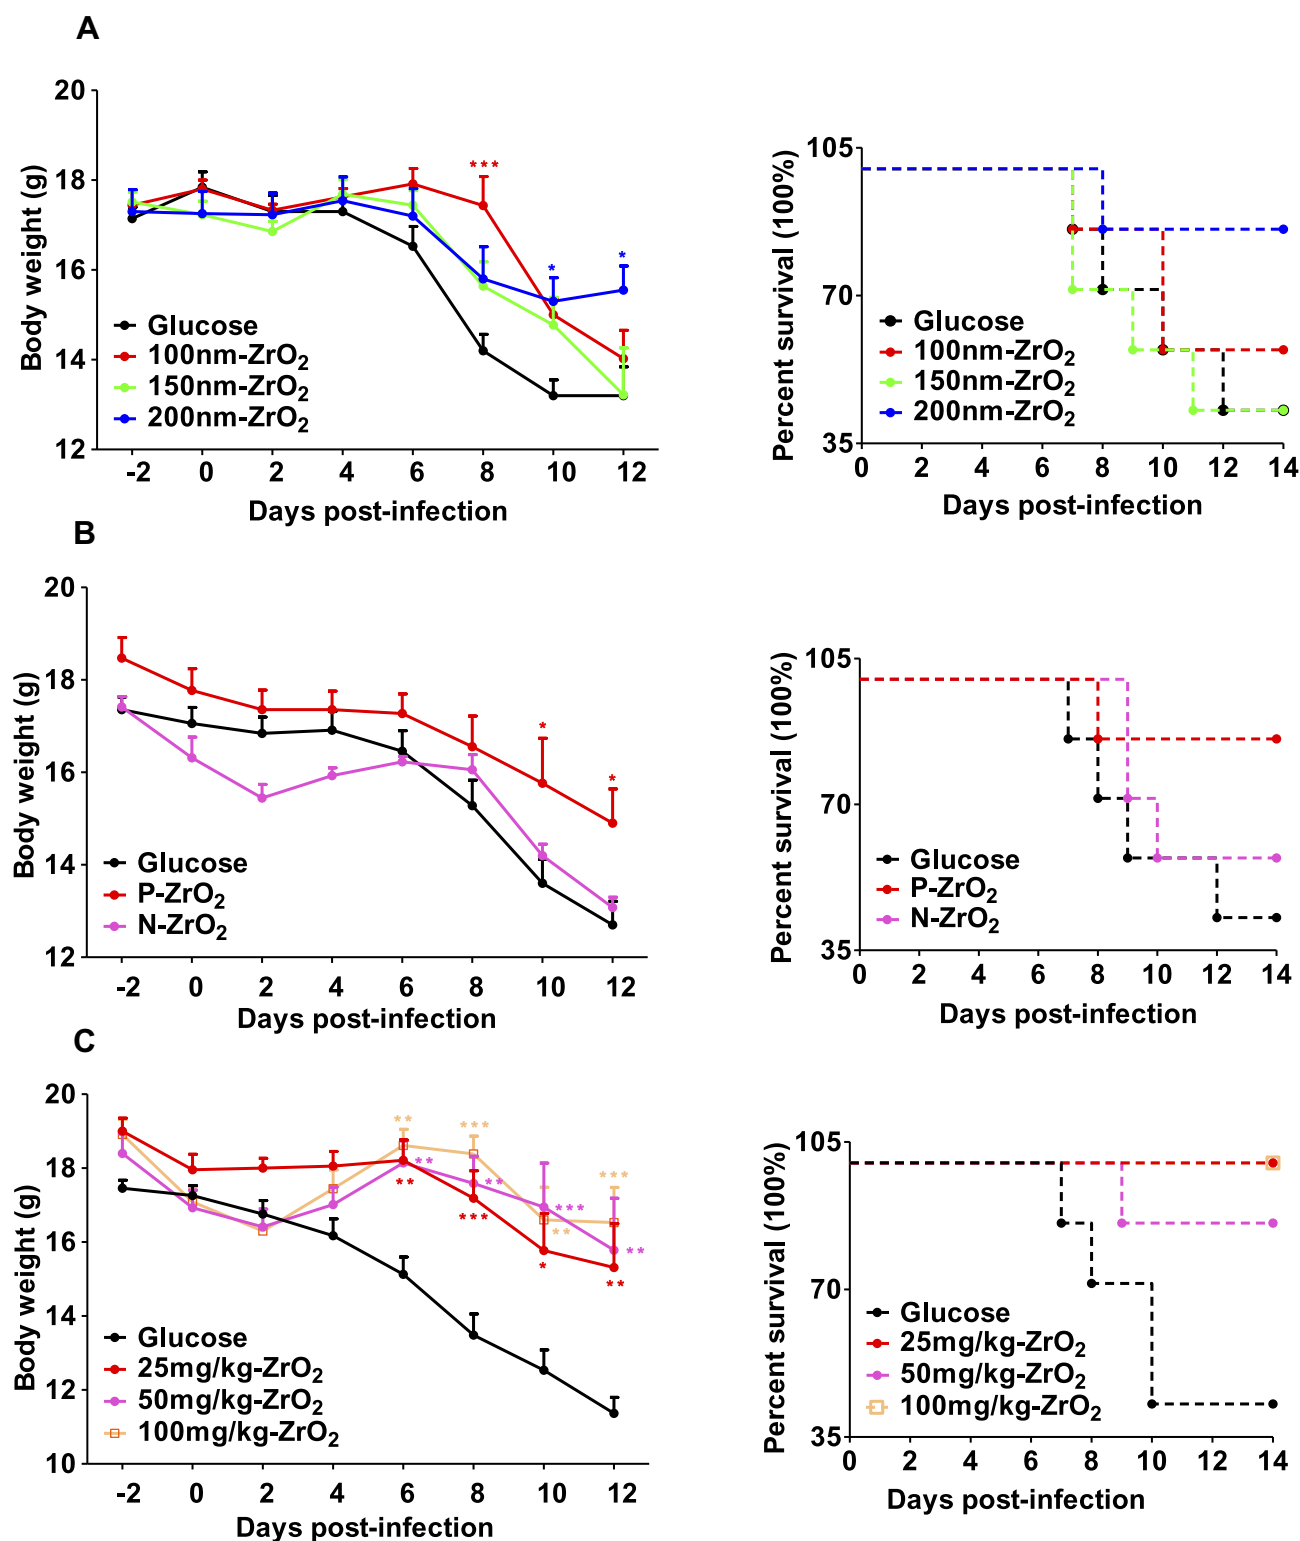 A
20
18
16
14
12
Body weight (g)
***
*
*
Glucose
100nm-ZrO₂
150nm-ZrO₂
200nm-ZrO₂
-2 0 2 4 6 8 10 12
Days post-infection
105
70
35
Percent survival (100%)
Glucose
100nm-ZrO₂
150nm-ZrO₂
200nm-ZrO₂
0 2 4 6 8 10 12 14
Days post-infection
B
20
18
16
14
12
Body weight (g)
*
*
Glucose
P-ZrO₂
N-ZrO₂
-2 0 2 4 6 8 10 12
Days post-infection
105
70
35
Percent survival (100%)
Glucose
P-ZrO₂
N-ZrO₂
0 2 4 6 8 10 12 14
Days post-infection
C
20
18
16
14
12
10
Body weight (g)
**
***
**
**
**
***
***
***
**
*
**
**
Glucose
25mg/kg-ZrO₂
50mg/kg-ZrO₂
100mg/kg-ZrO₂
-2 0 2 4 6 8 10 12
Days post-infection
105
70
35
Percent survival (100%)
Glucose
25mg/kg-ZrO₂
50mg/kg-ZrO₂
100mg/kg-ZrO₂
0 2 4 6 8 10 12 14
Days post-infection